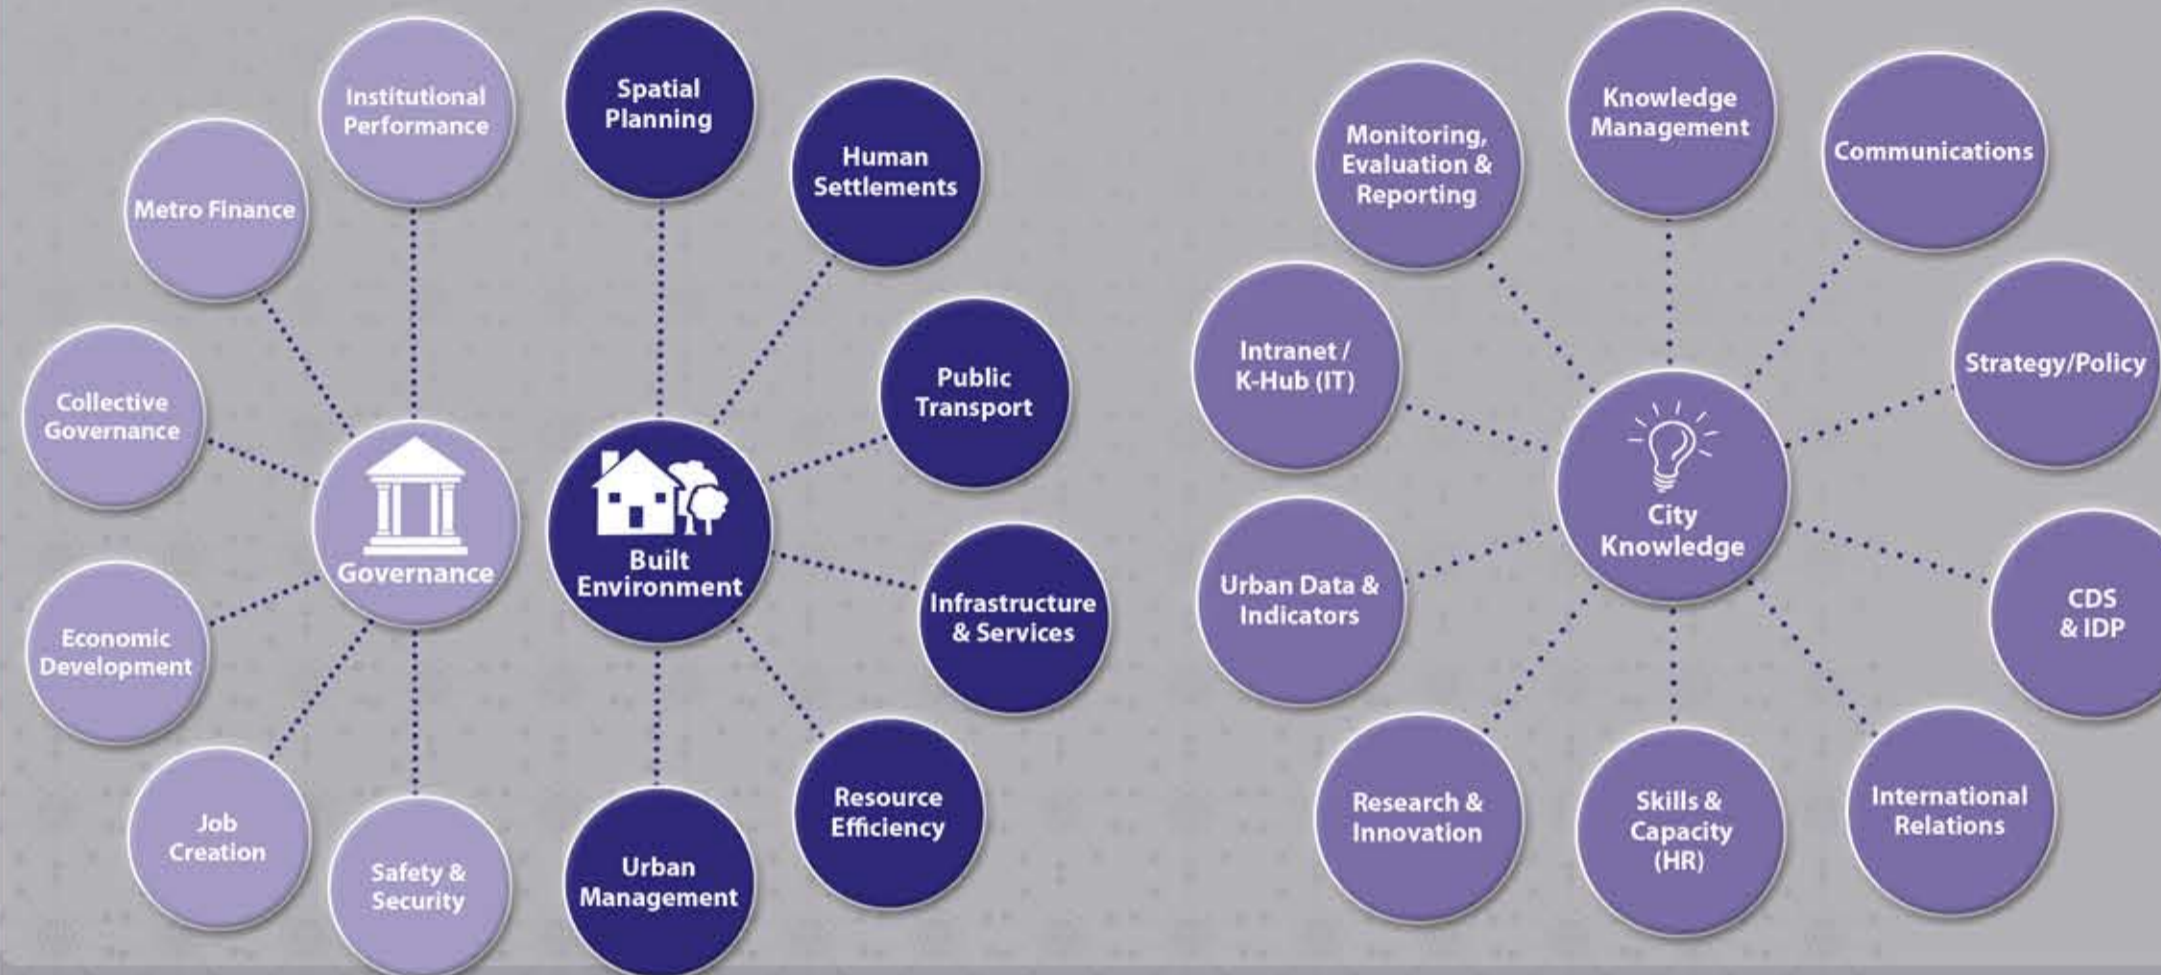 Institutional
Performance
Metro Finance
Collective
Governance
Economic
Development
Job
Creation
Safety &
Security
Governance
Spatial
Planning
Human
Settlements
Public
Transport
Infrastructure
& Services
Resource
Efficiency
Urban
Management
Built
Environment
Knowledge
Management
Communications
Strategy/Policy
CDS
& IDP
International
Relations
Skills &
Capacity
(HR)
Research &
Innovation
Urban Data &
Indicators
Intranet /
K-Hub (IT)
Monitoring,
Evaluation &
Reporting
City
Knowledge